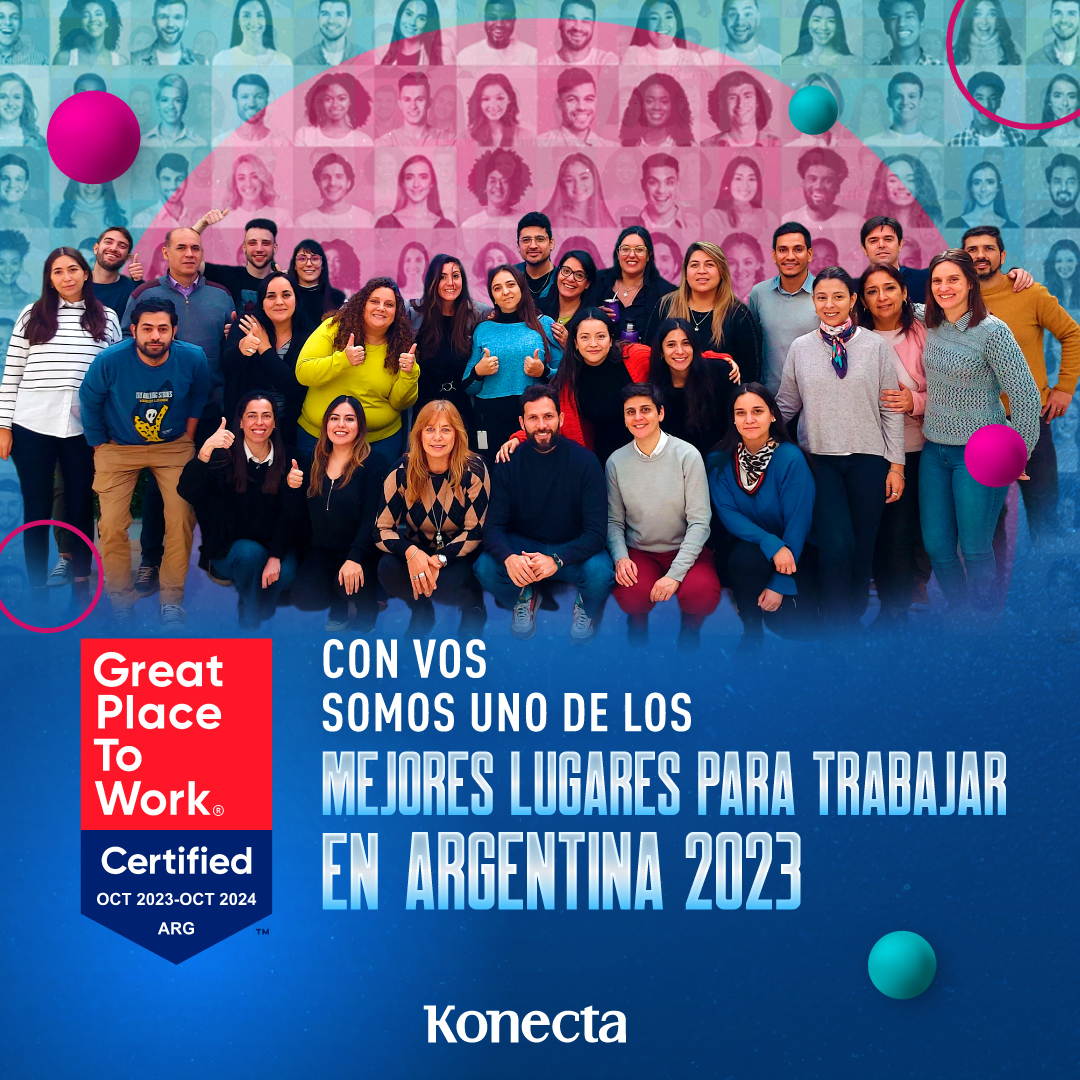 Great
Place
To
Work®
Certified
OCT 2023-OCT 2024
ARG
™
CON VOS
SOMOS UNO DE LOS
MEJORES LUGARES PARA TRABAJAR
EN ARGENTINA 2023
Konecta